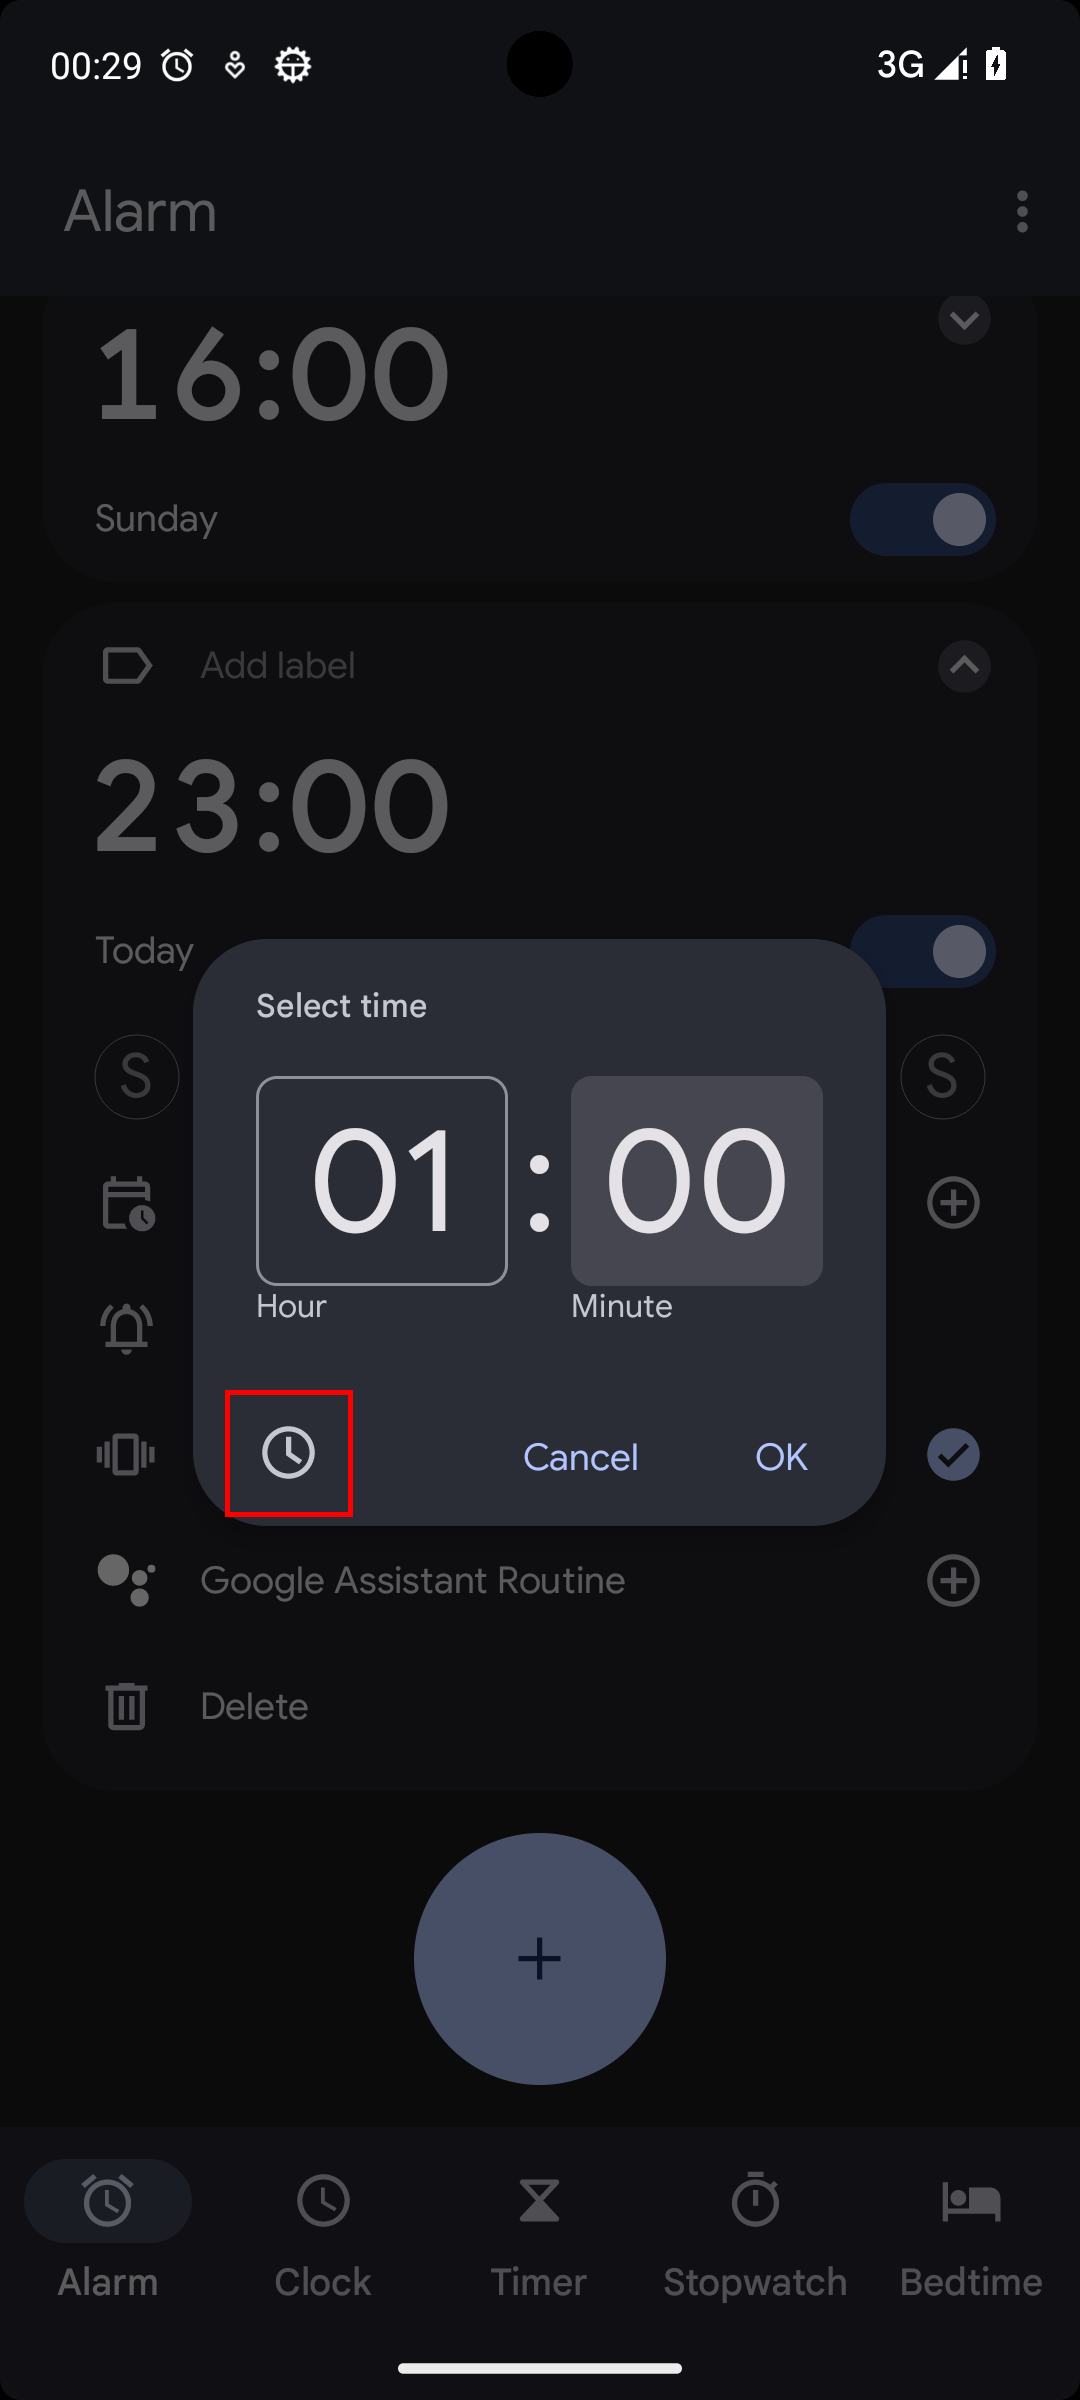 00:29
3G
Alarm
16:00
Sunday
Add label
23:00
Today
Select time
S
S
01:00
Hour
Minute
Cancel
OK
Google Assistant Routine
Delete
Alarm
Clock
Timer
Stopwatch
Bedtime